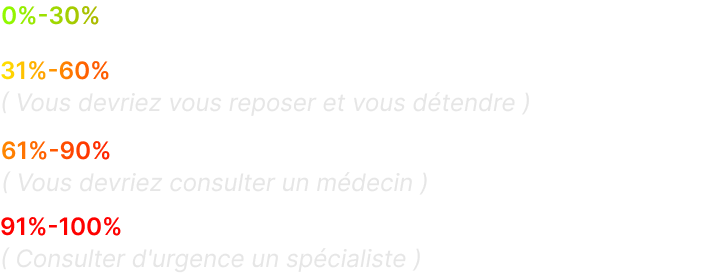 0%-30%
31%-60%
( Vous devriez vous reposer et vous détendre )
61%-90%
( Vous devriez consulter un médecin )
91%-100%
( Consulter d'urgence un spécialiste )